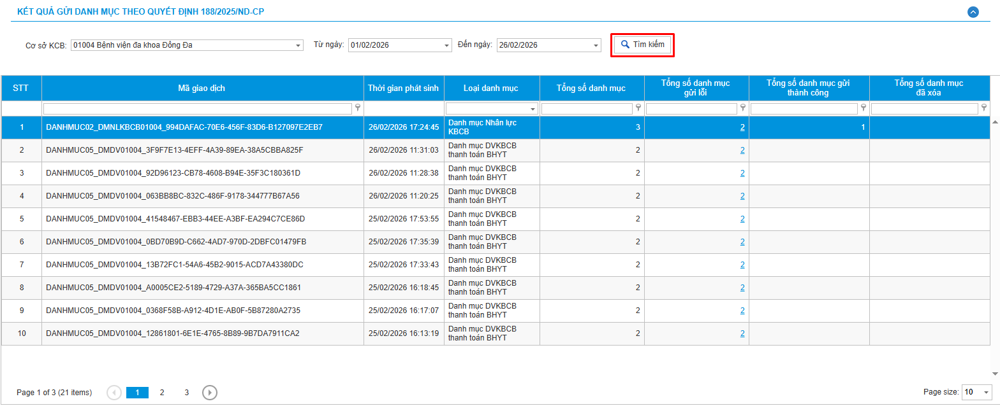 KẾT QUẢ GỬI DANH MỤC THEO QUYẾT ĐỊNH 188/2025/ND-CP
Cơ sở KCB: 01004 Bệnh viện đa khoa Đống Đa Từ ngày: 01/02/2026 Đến ngày: 26/02/2026 Tìm kiếm
STT Mã giao dịch Thời gian phát sinh Loại danh mục Tổng số danh mục Tổng số danh mục gửi lỗi Tổng số danh mục gửi thành công Tổng số danh mục đã xóa
1 DANHMUC02_DMNLKBCB01004_994DAFAC-70E6-456F-83D6-B127097E2EB7 26/02/2026 17:24:45 Danh mục Nhân lực KBCB 3 2 1
2 DANHMUC05_DMDV01004_3F9F7E13-4EFF-4A39-89EA-38A5CBBA825F 26/02/2026 11:31:03 Danh mục DVKBCB thanh toán BHYT 2 2
3 DANHMUC05_DMDV01004_92D96123-CB78-4608-B94E-35F3C180361D 26/02/2026 11:28:38 Danh mục DVKBCB thanh toán BHYT 2 2
4 DANHMUC05_DMDV01004_063BB8BC-832C-486F-9178-344777B67A56 26/02/2026 11:20:25 Danh mục DVKBCB thanh toán BHYT 2 2
5 DANHMUC05_DMDV01004_41548467-EBB3-44EE-A3BF-EA294C7CE86D 25/02/2026 17:53:55 Danh mục DVKBCB thanh toán BHYT 2 2
6 DANHMUC05_DMDV01004_0BD70B9D-C662-4AD7-970D-2DBFC01479FB 25/02/2026 17:35:39 Danh mục DVKBCB thanh toán BHYT 2 2
7 DANHMUC05_DMDV01004_13B72FC1-54A6-45B2-9015-ACD7A43380DC 25/02/2026 17:33:43 Danh mục DVKBCB thanh toán BHYT 2 2
8 DANHMUC05_DMDV01004_A0005CE2-5189-4729-A37A-365BA5CC1861 25/02/2026 16:18:45 Danh mục DVKBCB thanh toán BHYT 2 2
9 DANHMUC05_DMDV01004_0368F58B-A912-4D1E-AB0F-5B87280A2735 25/02/2026 16:17:07 Danh mục DVKBCB thanh toán BHYT 2 2
10 DANHMUC05_DMDV01004_12861801-6E1E-4765-8B89-9B7DA7911CA2 25/02/2026 16:13:19 Danh mục DVKBCB thanh toán BHYT 2 2
Page 1 of 3 (21 items) 1 2 3 Page size: 10